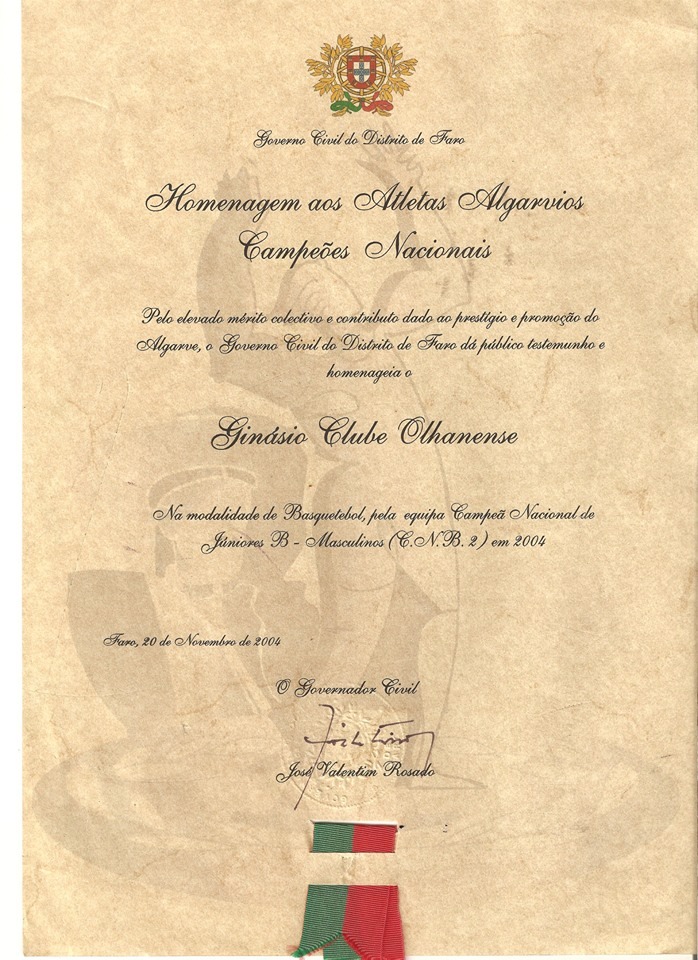 Governo Civil do Distrito de Faro
Homenagem aos Atletas Algarvios
Campeões Nacionais
Pelo elevado mérito colectivo e contributo dado ao prestígio e promoção do
Algarve, o Governo Civil do Distrito de Faro dá público testemunho e
homenageia o
Ginásio Clube Olhanense
Na modalidade de Basquetebol, pela equipa Campeã Nacional de
Júniores B - Masculinos (C.N.B. 2) em 2004
Faro, 20 de Novembro de 2004
O Governador Civil
José Valentim Rosado